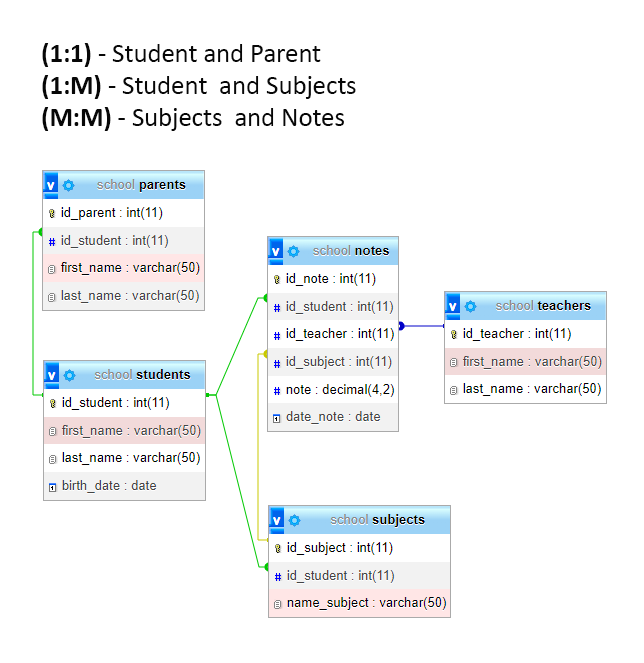 (1:1) - Student and Parent
(1:M) - Student and Subjects
(M:M) - Subjects and Notes
v school parents
id_parent : int(11)
# id_student : int(11)
first_name : varchar(50)
last_name : varchar(50)
v school students
id_student : int(11)
first_name : varchar(50)
last_name : varchar(50)
birth_date : date
v school notes
id_note : int(11)
# id_student : int(11)
# id_teacher : int(11)
# id_subject : int(11)
# note : decimal(4,2)
date_note : date
v school teachers
id_teacher : int(11)
first_name : varchar(50)
last_name : varchar(50)
v school subjects
id_subject : int(11)
# id_student : int(11)
name_subject : varchar(50)